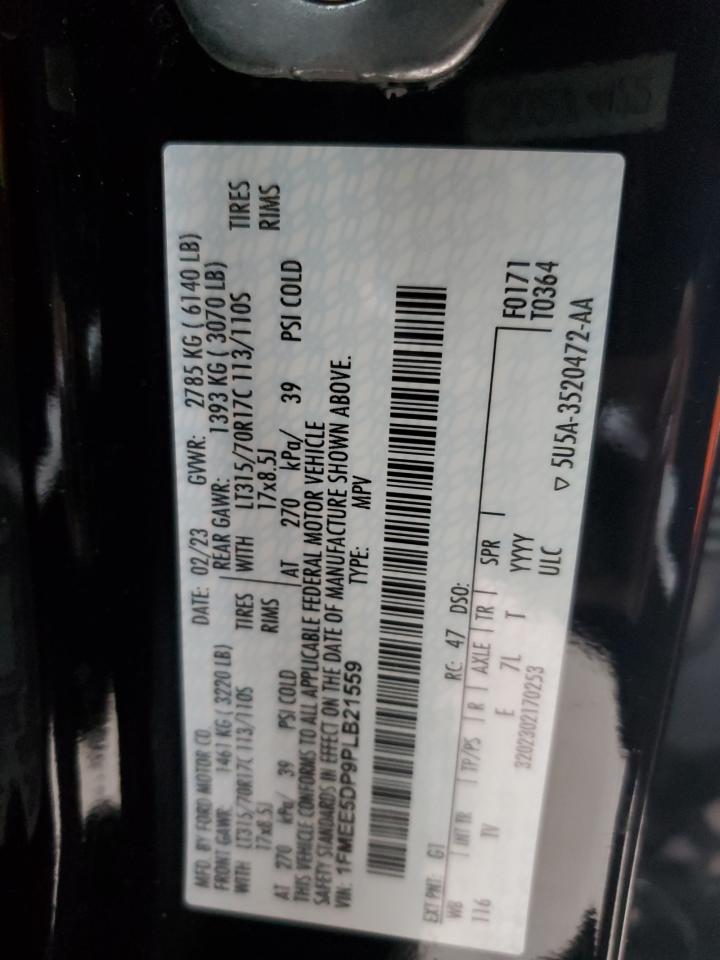 MFD. BY FORD MOTOR CO. DATE: 02/23 GVWR: 2785 KG ( 6140 LB)
FRONT GAWR: 1461 KG ( 3220 LB) REAR GAWR: 1393 KG ( 3070 LB)
WITH LT315/70R17C 113/110S TIRES WITH LT315/70R17C 113/110S TIRES
17x8.5J RIMS 17x8.5J RIMS
AT 270 kPa/ 39 PSI COLD AT 270 kPa/ 39 PSI COLD
THIS VEHICLE CONFORMS TO ALL APPLICABLE FEDERAL MOTOR VEHICLE
SAFETY STANDARDS IN EFFECT ON THE DATE OF MANUFACTURE SHOWN ABOVE.
VIN: 1FMEE5DP9PLB21559 TYPE: MPV
EXT PNT: G1 RC: 47 DSO:
WB INT TR TP/PS R AXLE TR SPR F0171
116 TV E 7L T YYYY T0364
3202302170253 ULC
▽ 5U5A-3520472-AA